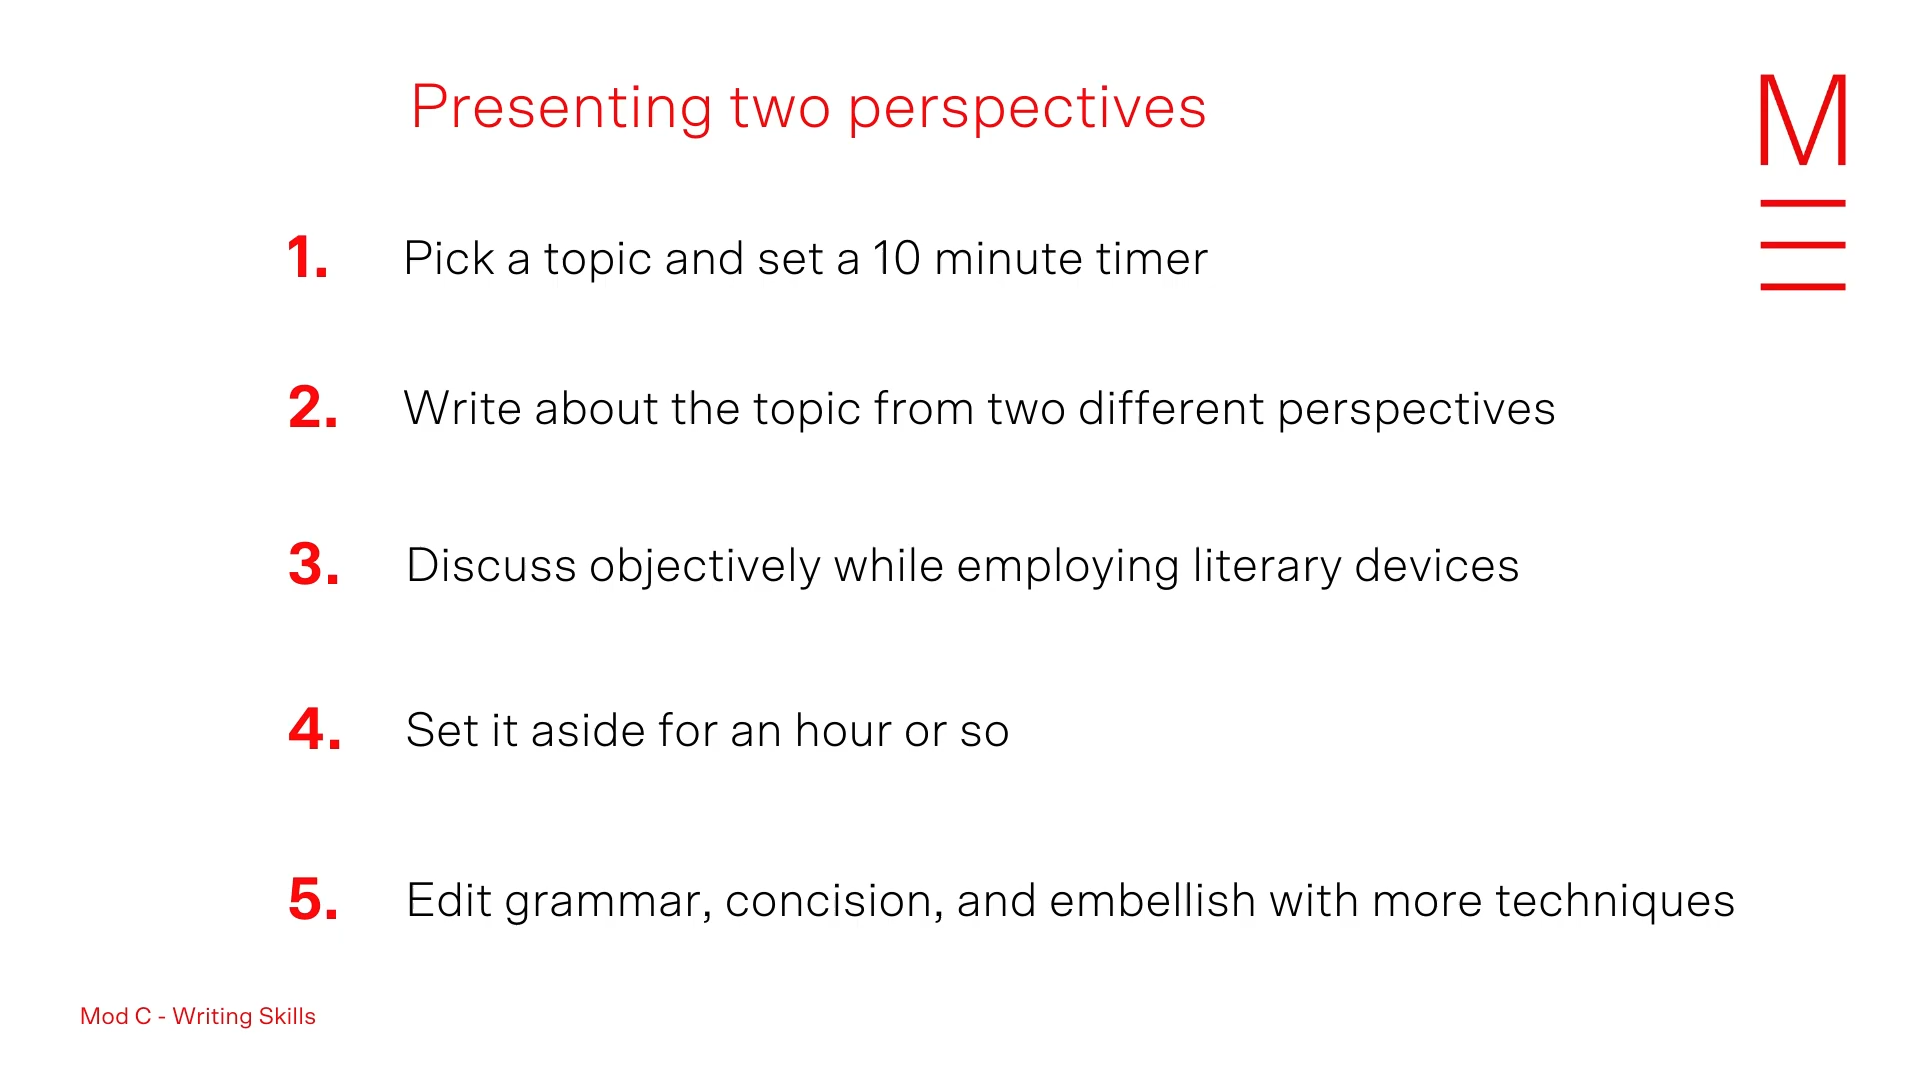 Presenting two perspectives
M
1. Pick a topic and set a 10 minute timer
2. Write about the topic from two different perspectives
3. Discuss objectively while employing literary devices
4. Set it aside for an hour or so
5. Edit grammar, concision, and embellish with more techniques
Mod C - Writing Skills